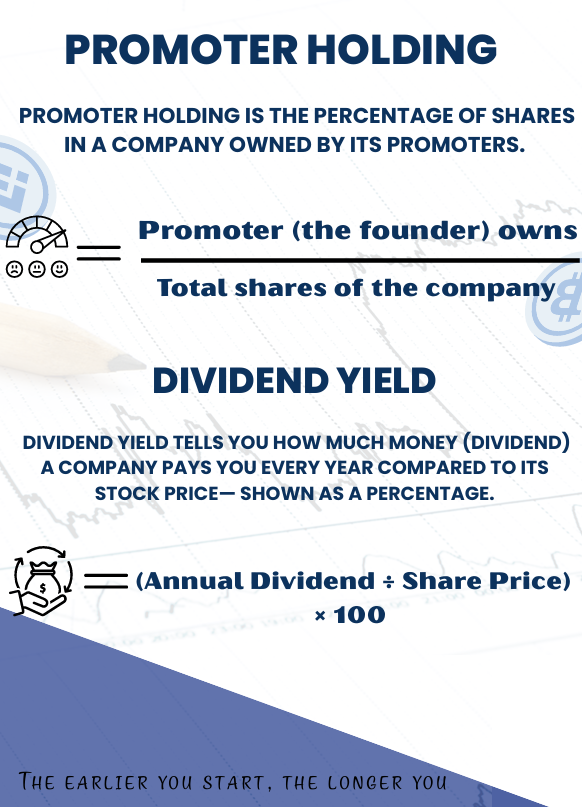 PROMOTER HOLDING
PROMOTER HOLDING IS THE PERCENTAGE OF SHARES
IN A COMPANY OWNED BY ITS PROMOTERS.
= Promoter (the founder) owns
Total shares of the company
DIVIDEND YIELD
DIVIDEND YIELD TELLS YOU HOW MUCH MONEY (DIVIDEND)
A COMPANY PAYS YOU EVERY YEAR COMPARED TO ITS
STOCK PRICE— SHOWN AS A PERCENTAGE.
= (Annual Dividend ÷ Share Price)
× 100
THE EARLIER YOU START, THE LONGER YOU